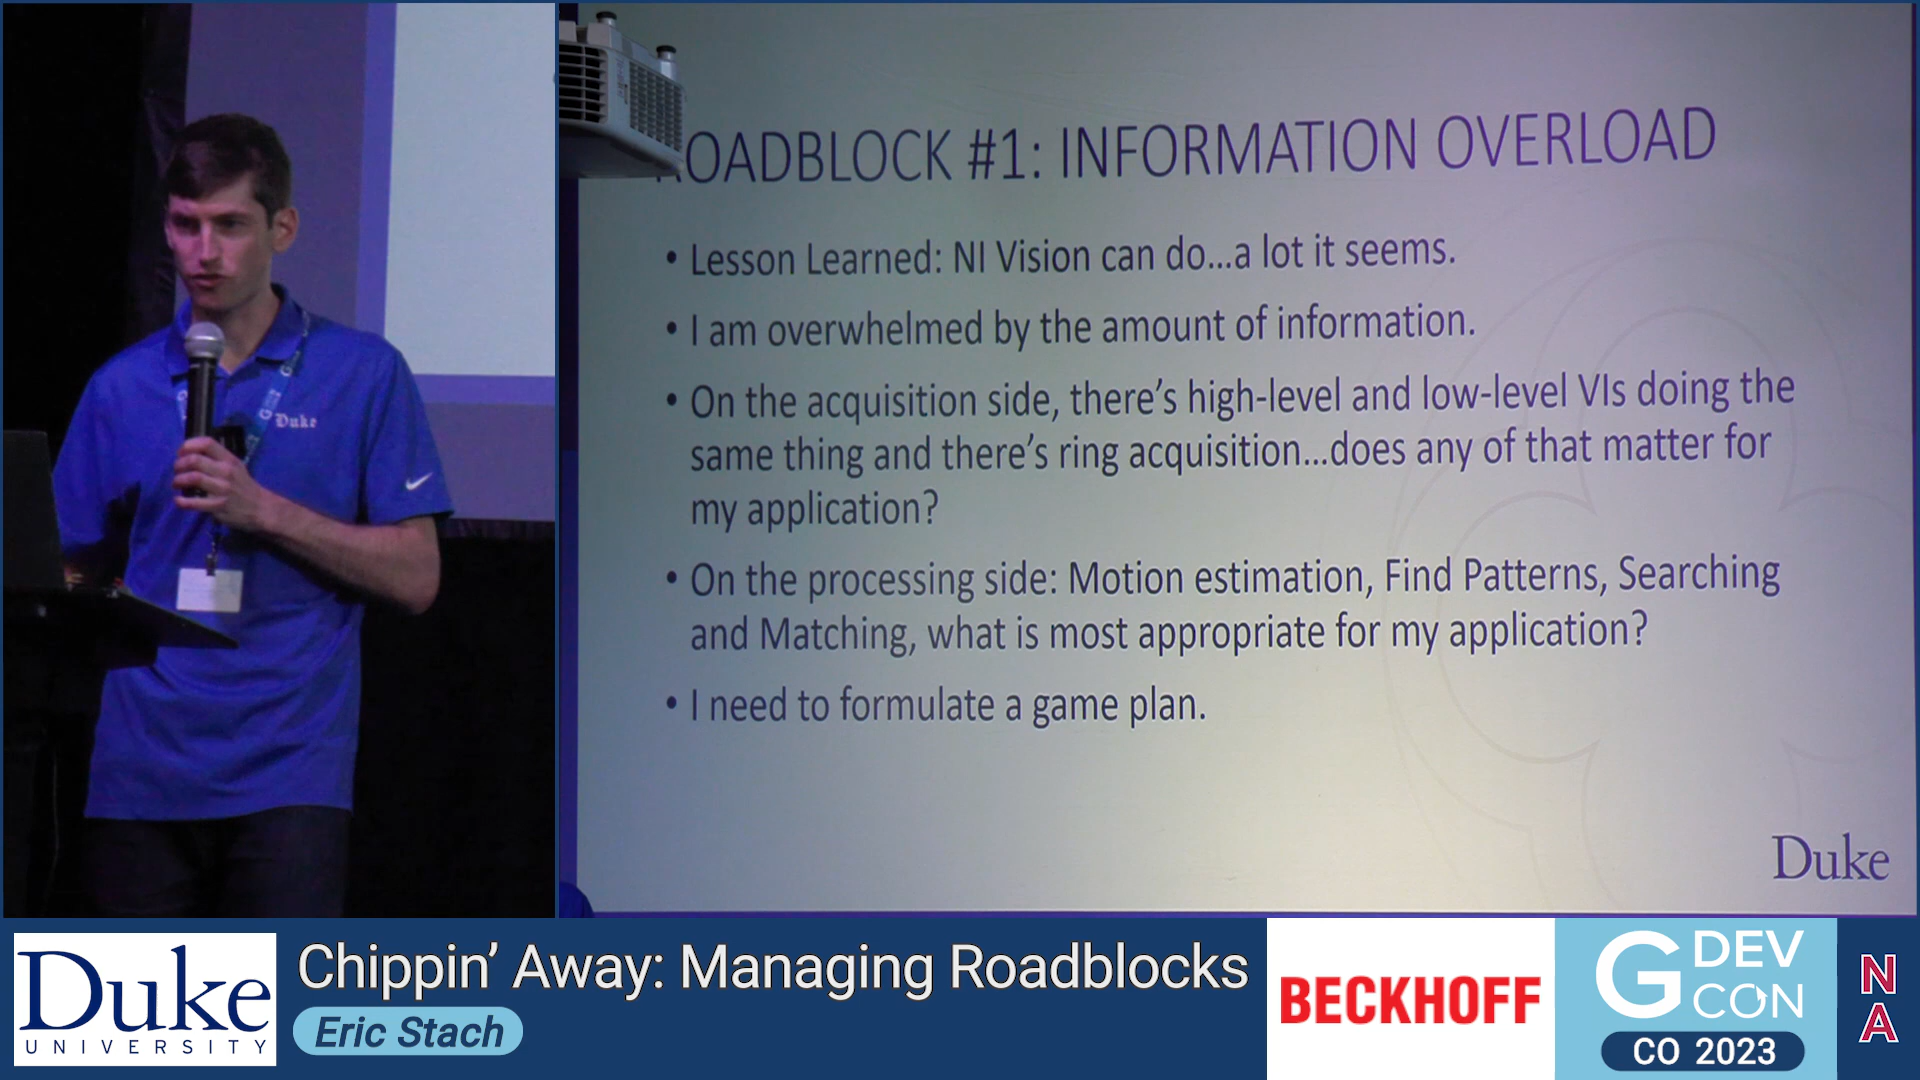 Duke
ROADBLOCK #1: INFORMATION OVERLOAD
• Lesson Learned: NI Vision can do...a lot it seems.
• I am overwhelmed by the amount of information.
• On the acquisition side, there's high-level and low-level VIs doing the
same thing and there's ring acquisition...does any of that matter for
my application?
• On the processing side: Motion estimation, Find Patterns, Searching
and Matching, what is most appropriate for my application?
• I need to formulate a game plan.
Duke
Duke
UNIVERSITY
Chippin' Away: Managing Roadblocks
Eric Stach
BECKHOFF
G DEV
CON
CO 2023
N
A